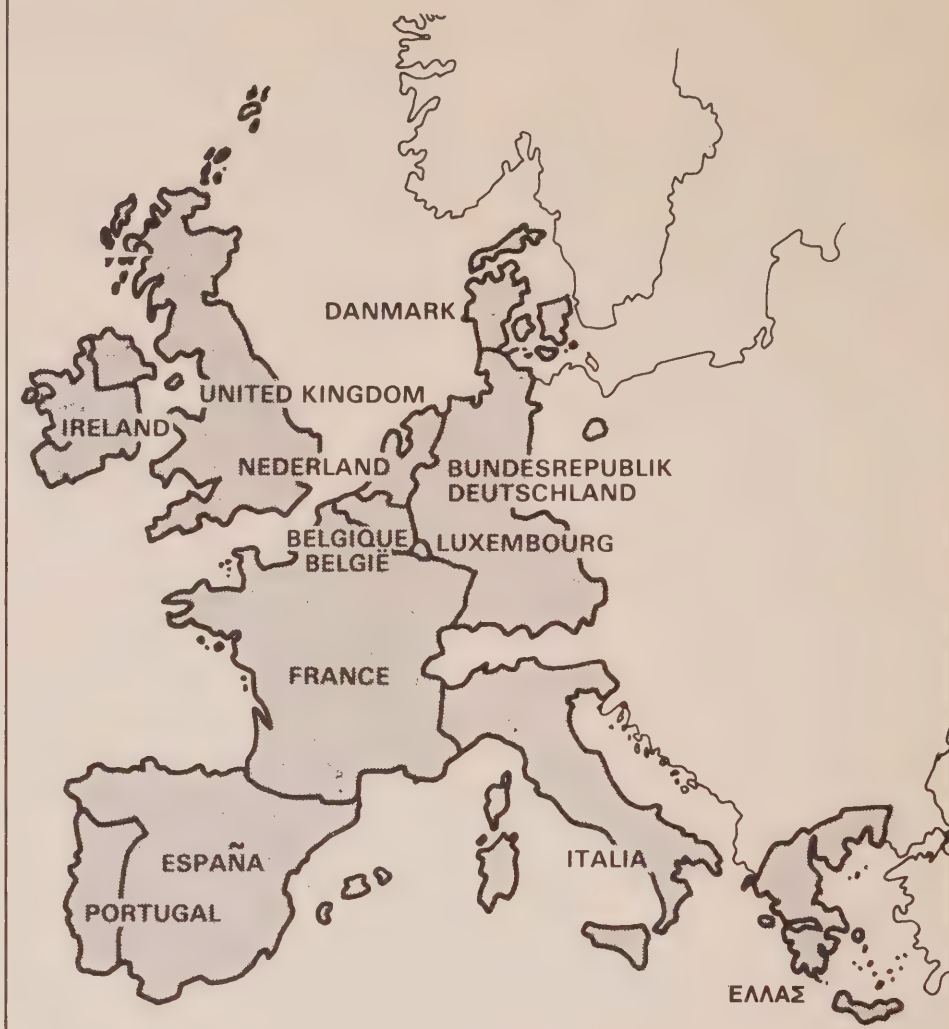 DANMARK
UNITED KINGDOM
IRELAND
NEDERLAND
BUNDESREPUBLIK
DEUTSCHLAND
BELGIQUE
BELGIË
LUXEMBOURG
FRANCE
ESPAÑA
ITALIA
PORTUGAL
ΕΛΛΑΣ